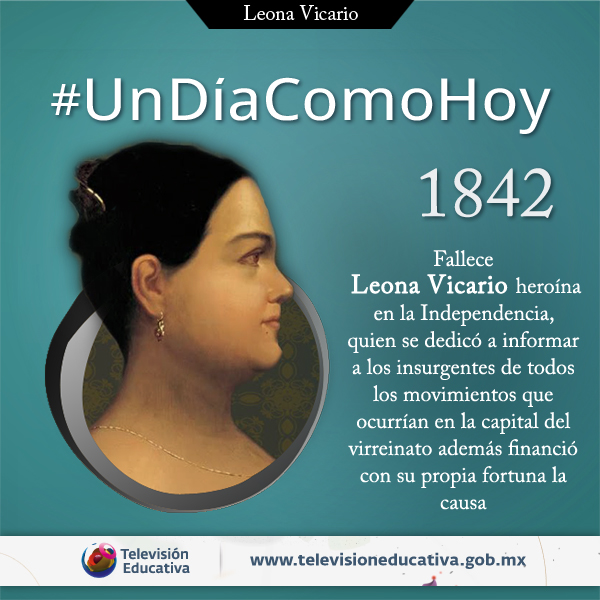 Leona Vicario
#UnDíaComoHoy
1842
Fallece
Leona Vicario heroína
en la Independencia,
quien se dedicó a informar
a los insurgentes de todos
los movimientos que
ocurrían en la capital del
virreinato además financió
con su propia fortuna la
causa
Televisión
Educativa
www.televisioneducativa.gob.mx